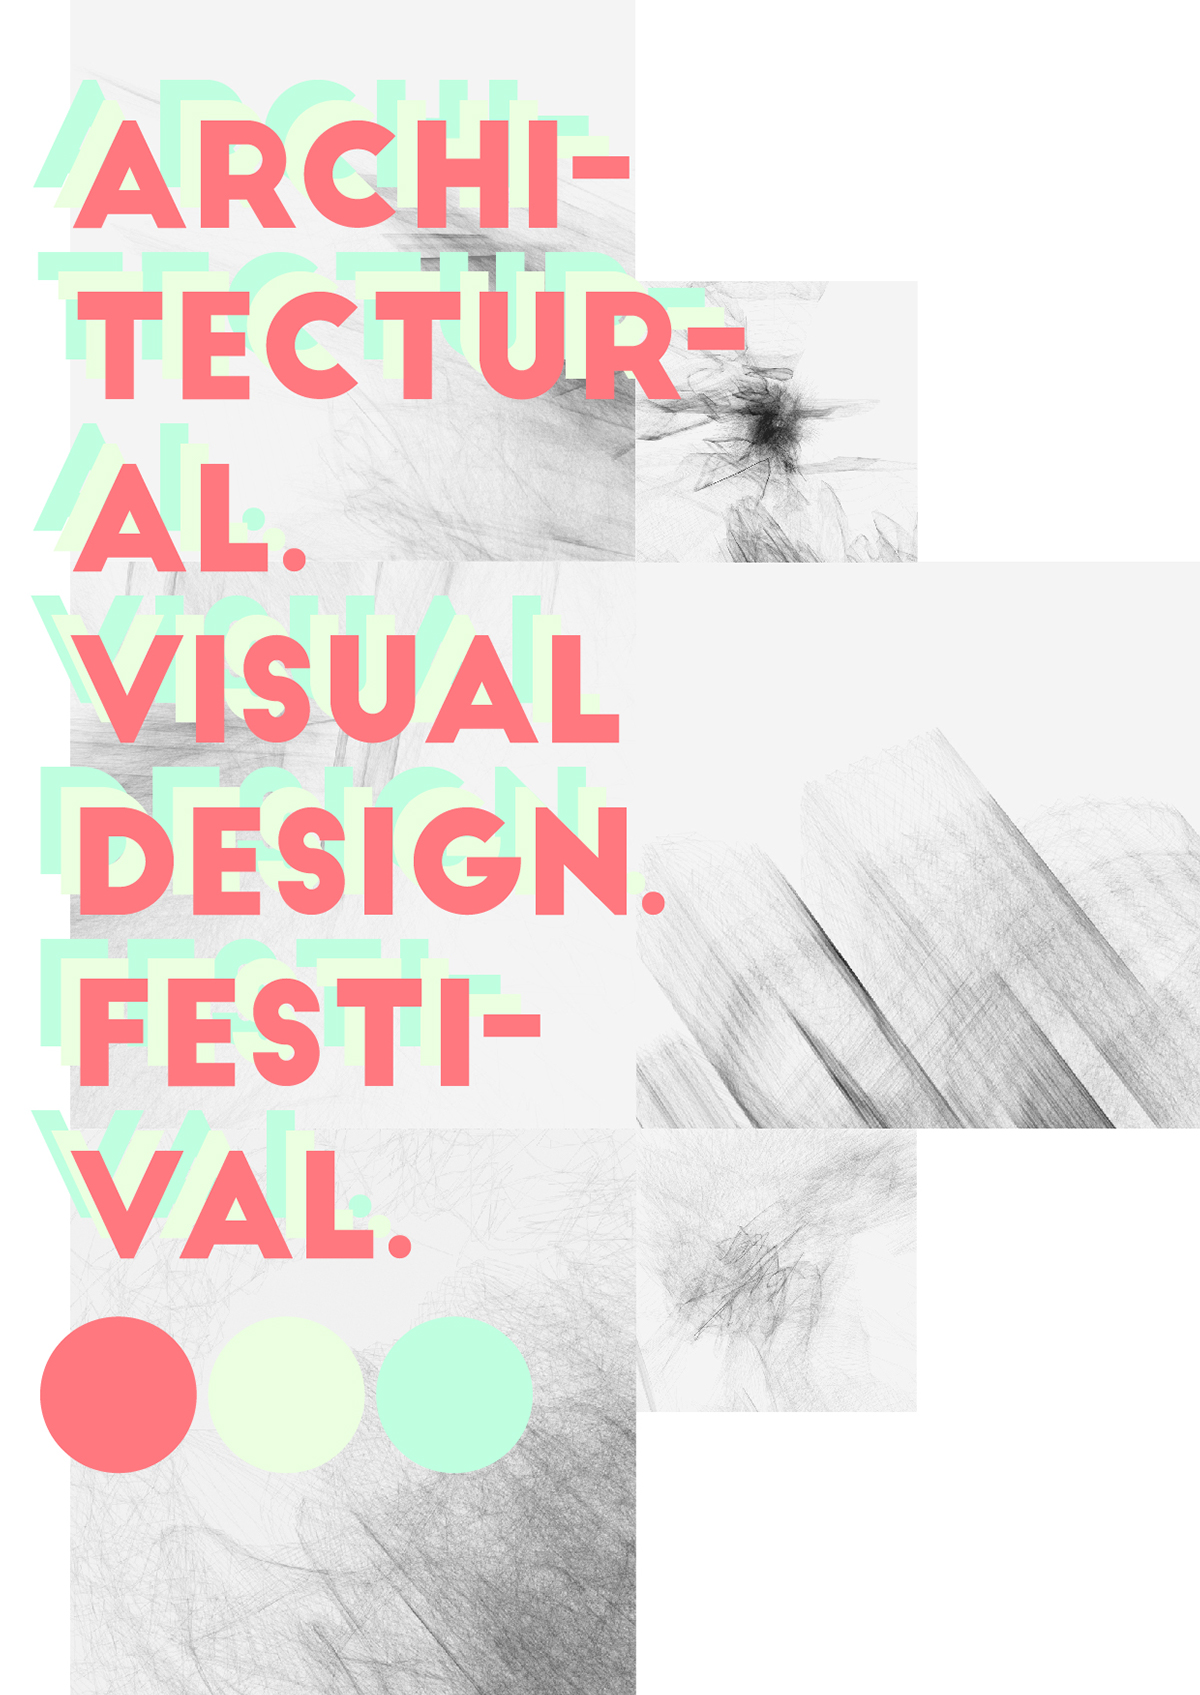 ARCHI-
TECTUR-
AL.
VISUAL
DESIGN.
FESTI-
VAL.